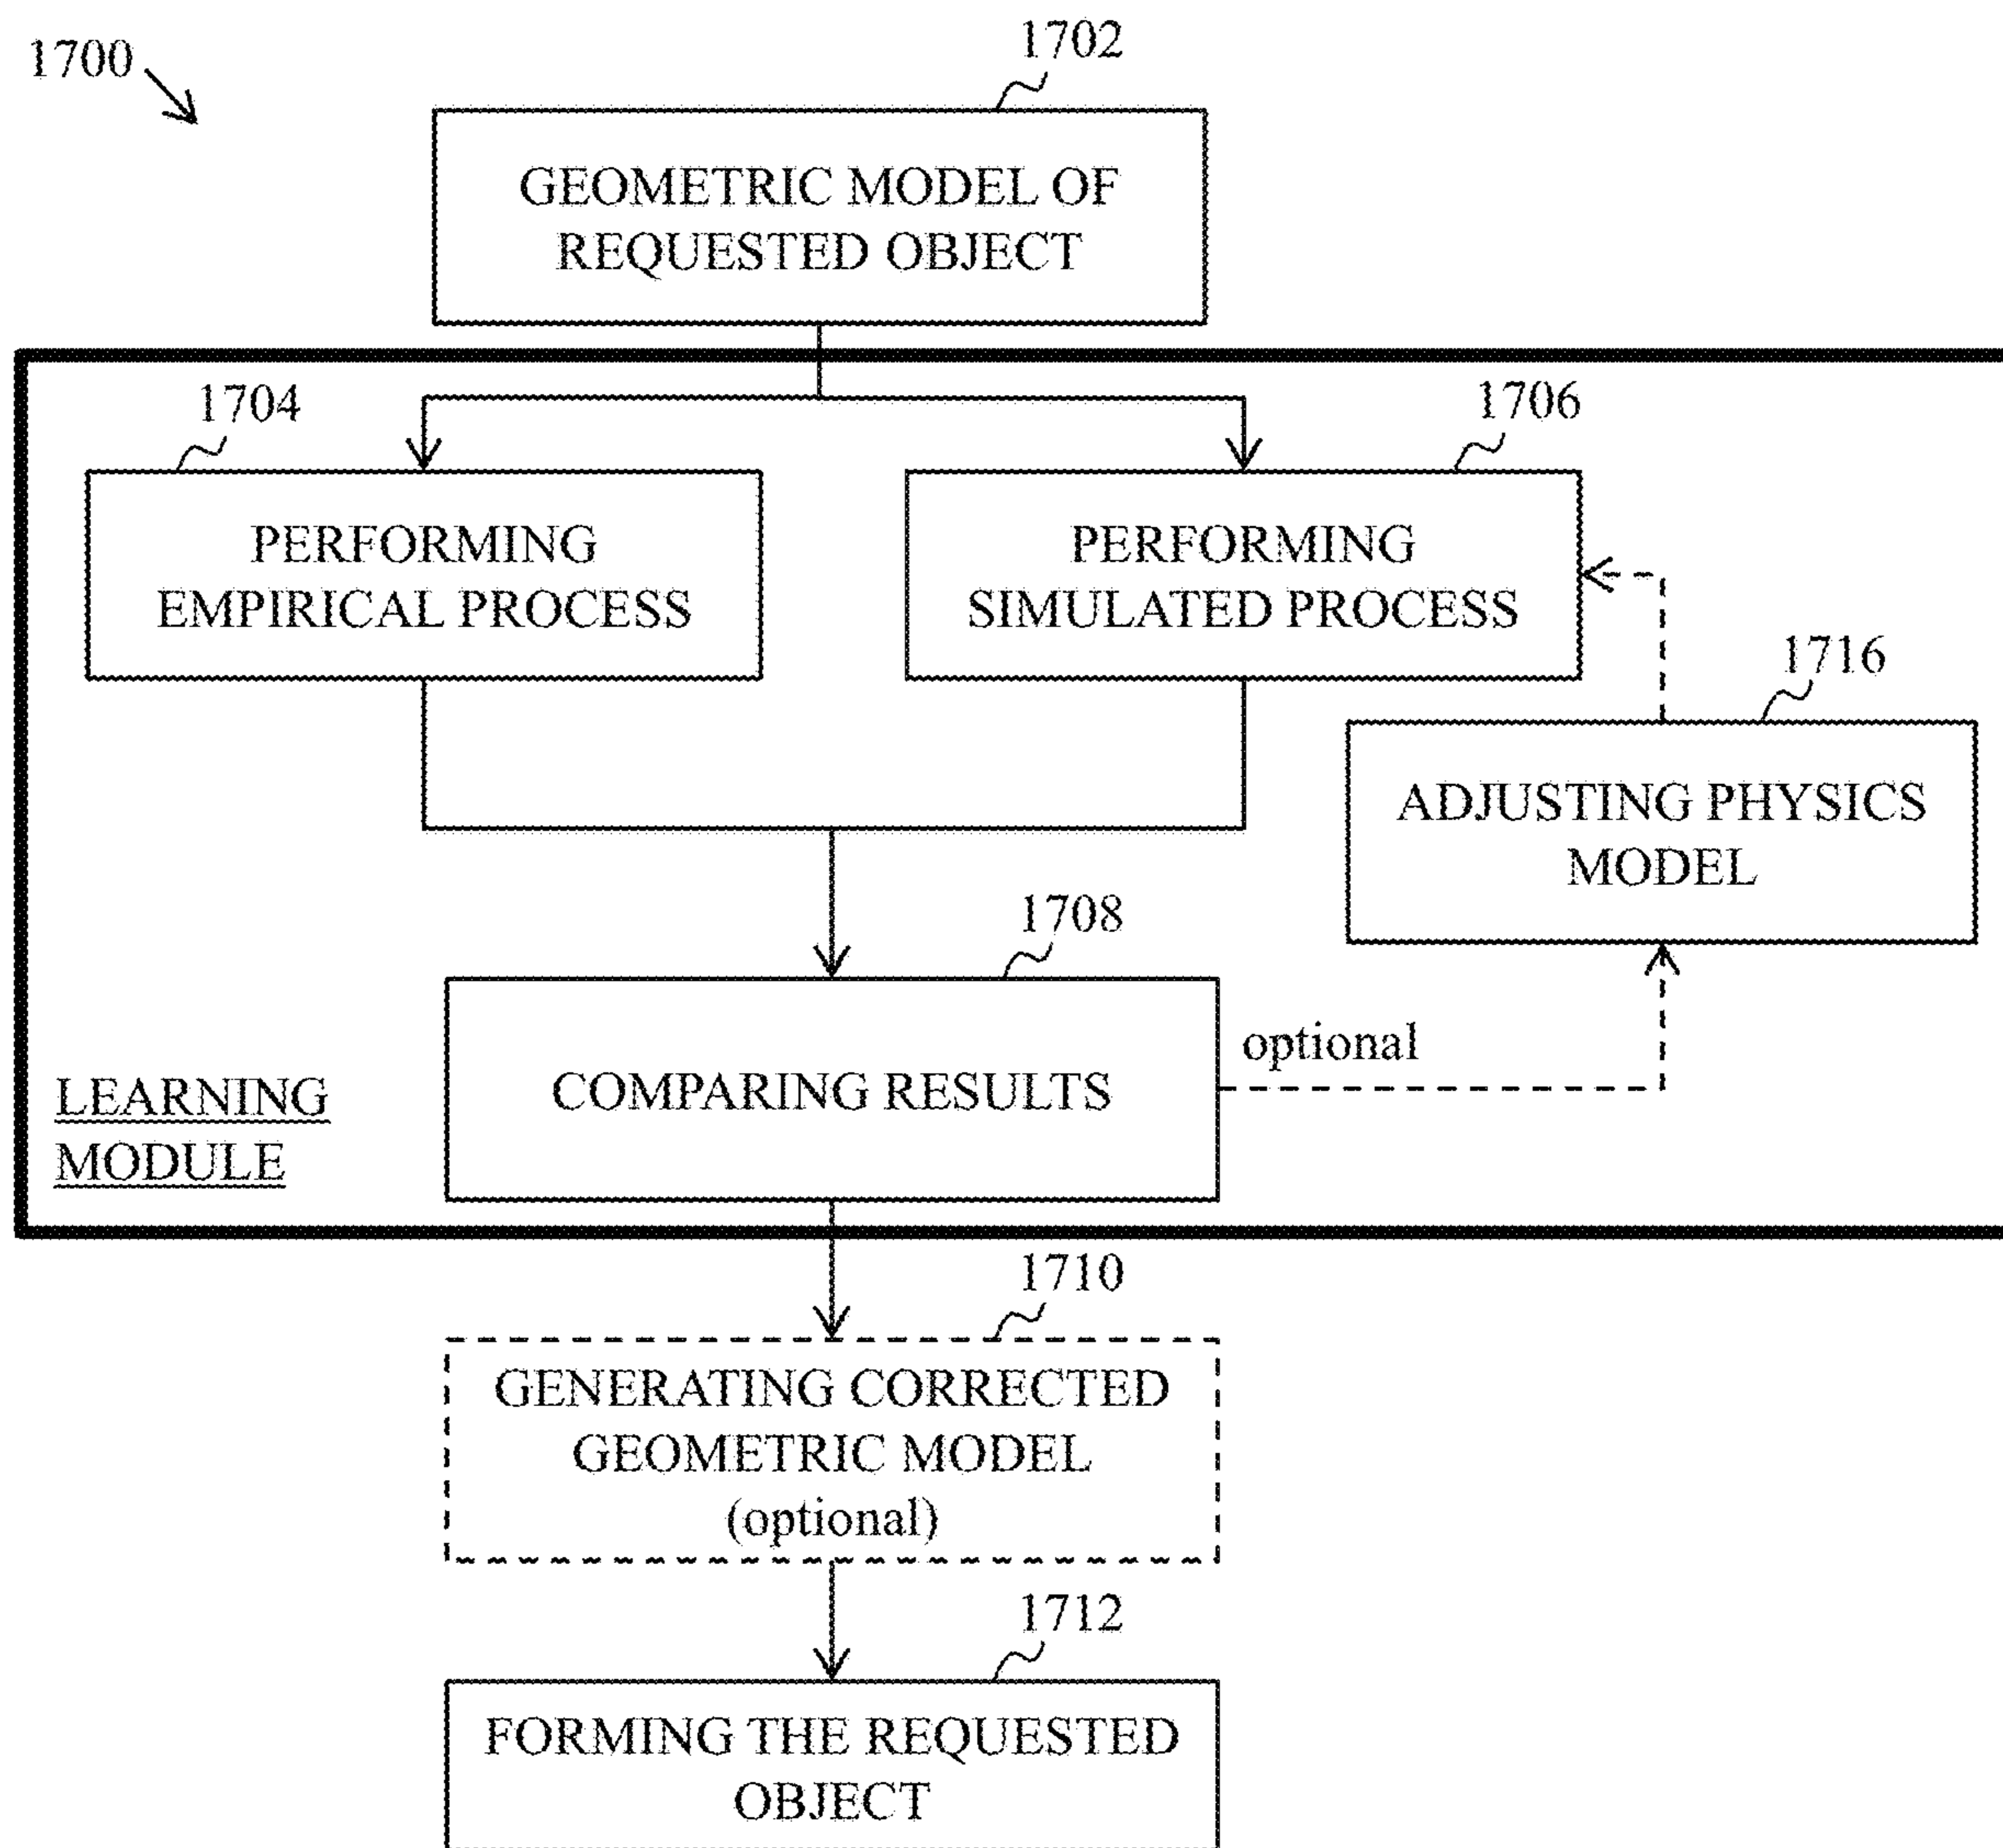 1700
1702
GEOMETRIC MODEL OF
REQUESTED OBJECT
1704
1706
PERFORMING
EMPIRICAL PROCESS
PERFORMING
SIMULATED PROCESS
1716
ADJUSTING PHYSICS
MODEL
1708
COMPARING RESULTS
optional
LEARNING
MODULE
1710
GENERATING CORRECTED
GEOMETRIC MODEL
(optional)
1712
FORMING THE REQUESTED
OBJECT